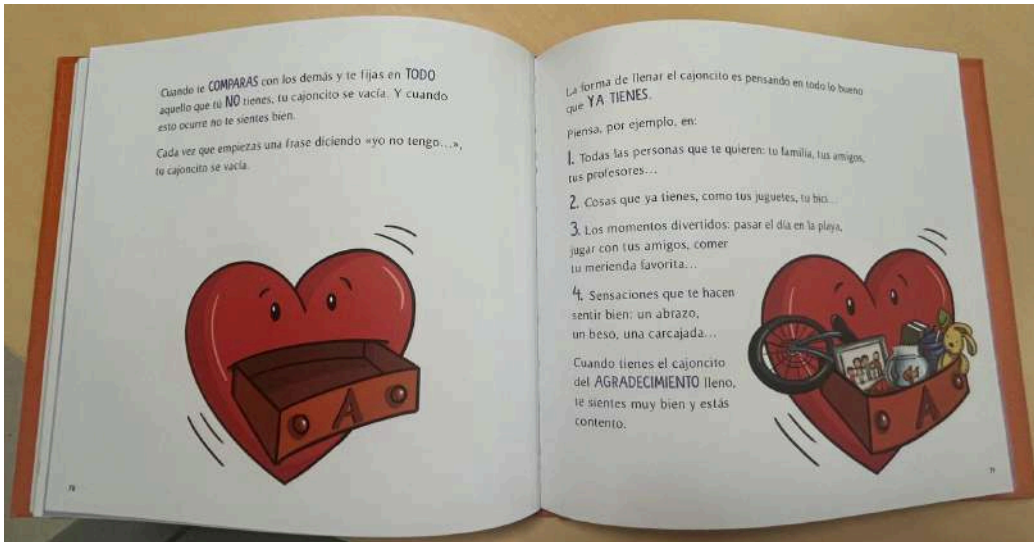 Cuando te COMPARAS con los demás y te fijas en TODO
aquello que tú NO tienes, tu cajoncito se vacía. Y cuando
esto ocurre no te sientes bien.
Cada vez que empiezas una frase diciendo «yo no tengo...»,
tu cajoncito se vacía.
A
70
La forma de llenar el cajoncito es pensando en todo lo bueno
que YA TIENES.
Piensa, por ejemplo, en:
1. Todas las personas que te quieren: tu familia, tus amigos,
tus profesores...
2. Cosas que ya tienes, como tus juguetes, tu bici...
3. Los momentos divertidos: pasar el día en la playa,
jugar con tus amigos, comer
tu merienda favorita...
4. Sensaciones que te hacen
sentir bien: un abrazo,
un beso, una carcajada...
Cuando tienes el cajoncito
del AGRADECIMIENTO lleno,
te sientes muy bien y estás
contento.
A
71